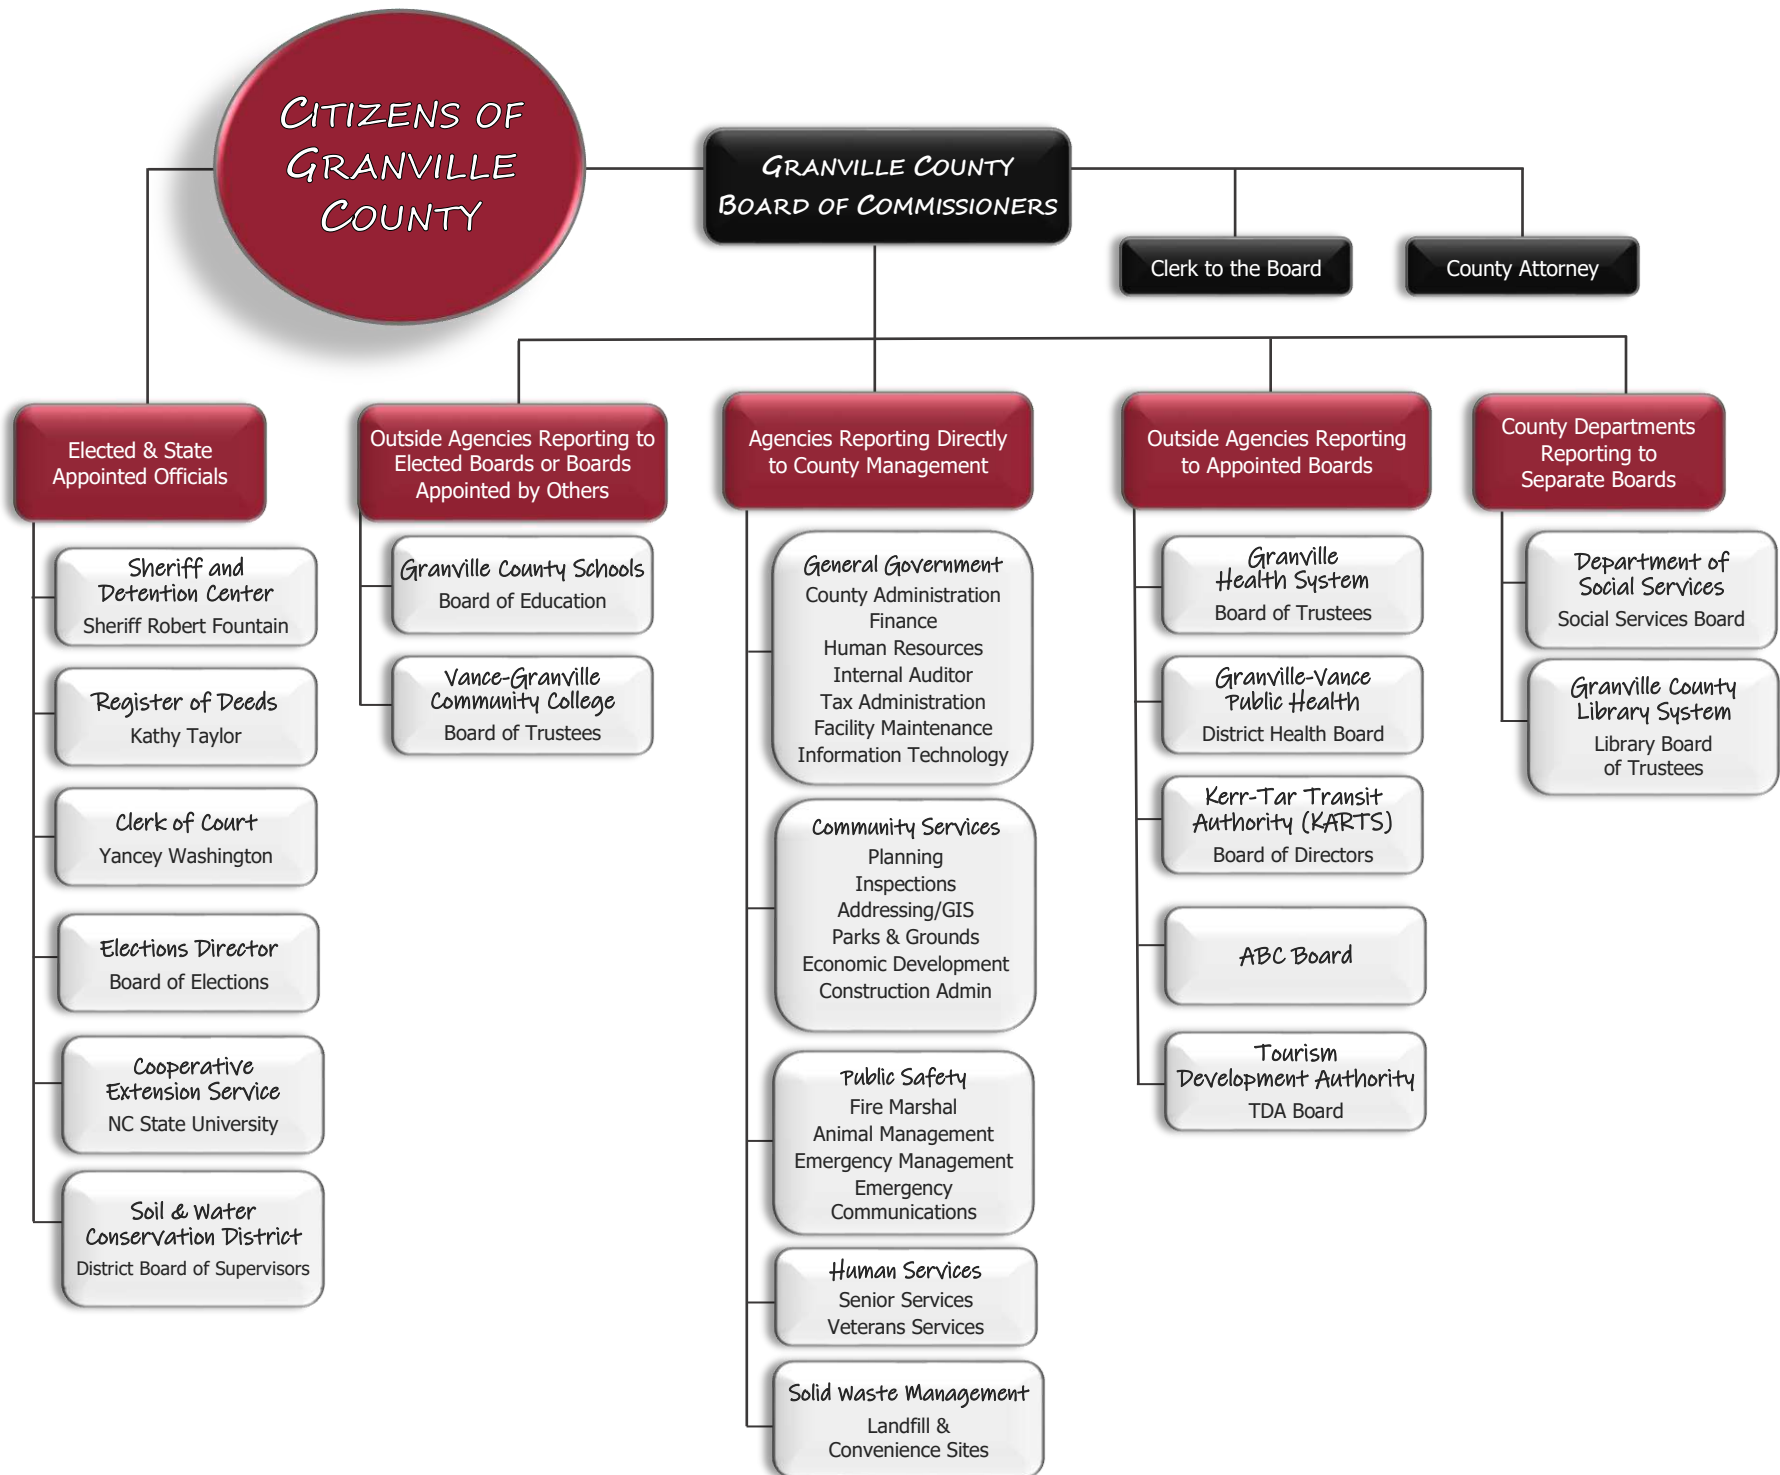 CITIZENS OF
GRANVILLE
COUNTY
GRANVILLE COUNTY
BOARD OF COMMISSIONERS
Clerk to the Board
County Attorney
Elected & State
Appointed Officials
Sheriff and
Detention Center
Sheriff Robert Fountain
Register of Deeds
Kathy Taylor
Clerk of Court
Yancey Washington
Elections Director
Board of Elections
Cooperative
Extension Service
NC State University
Soil & Water
Conservation District
District Board of Supervisors
Outside Agencies Reporting to
Elected Boards or Boards
Appointed by Others
Granville County Schools
Board of Education
Vance-Granville
Community College
Board of Trustees
Agencies Reporting Directly
to County Management
General Government
County Administration
Finance
Human Resources
Internal Auditor
Tax Administration
Facility Maintenance
Information Technology
Community Services
Planning
Inspections
Addressing/GIS
Parks & Grounds
Economic Development
Construction Admin
Public Safety
Fire Marshal
Animal Management
Emergency Management
Emergency
Communications
Human Services
Senior Services
Veterans Services
Solid Waste Management
Landfill &
Convenience Sites
Outside Agencies Reporting
to Appointed Boards
Granville
Health System
Board of Trustees
Granville-Vance
Public Health
District Health Board
Kerr-Tar Transit
Authority (KARTS)
Board of Directors
ABC Board
Tourism
Development Authority
TDA Board
County Departments
Reporting to
Separate Boards
Department of
Social Services
Social Services Board
Granville County
Library System
Library Board
of Trustees